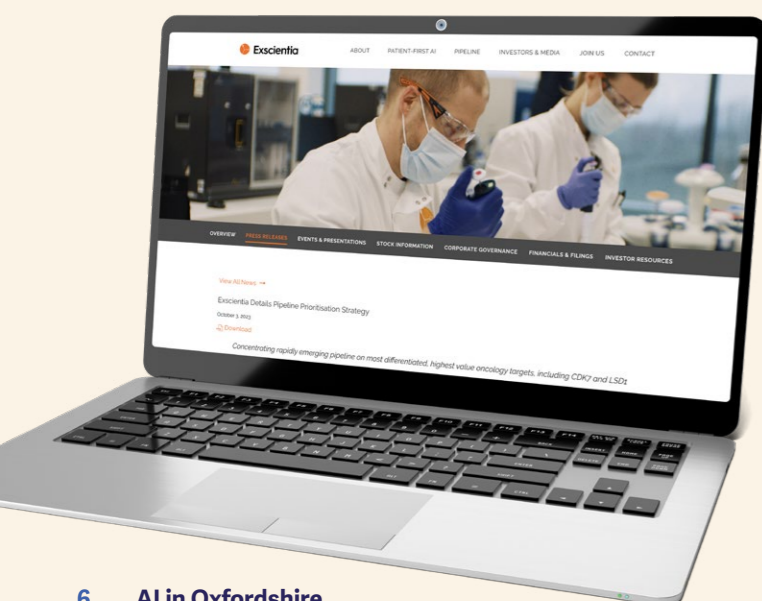 Exscientia
ABOUT PATIENT-FIRST AI PIPELINE INVESTORS & MEDIA JOIN US CONTACT
OVERVIEW PRESS RELEASES EVENTS & PRESENTATIONS STOCK INFORMATION CORPORATE GOVERNANCE FINANCIALS & FILINGS INVESTOR RESOURCES
View All News →
Exscientia Details Pipeline Prioritisation Strategy
October 3, 2023
Download
Concentrating rapidly emerging pipeline on most differentiated, highest value oncology targets, including CDK7 and LSD1
6 AI in Oxfordshire